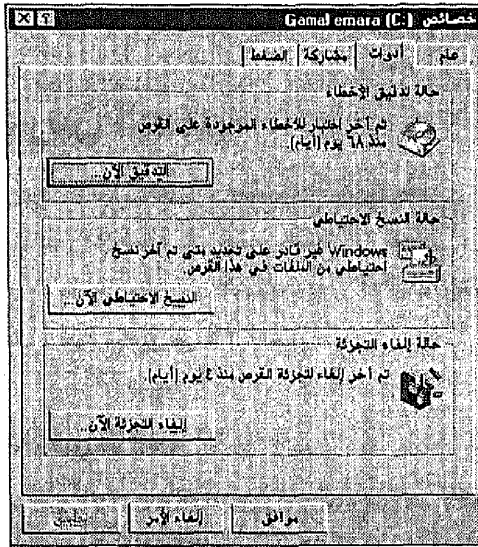 خصائص Gamal emara (C:)
عام أدوات مشاركة الضغط
حالة تدقيق الأخطاء
تم آخر اختبار للأخطاء الموجودة على القرص
منذ ٦٨ يوم (أيام)
التدقيق الآن...
حالة النسخ الاحتياطي
Windows غير قادر على تحديد متى تم آخر نسخ
احتياطي من الملفات في هذا القرص.
النسخ الاحتياطي الآن...
حالة إلغاء التجزئة
تم آخر إلغاء لتجزئة القرص منذ ٤ يوم (أيام).
إلغاء التجزئة الآن...
موافق إلغاء الأمر تطبيق